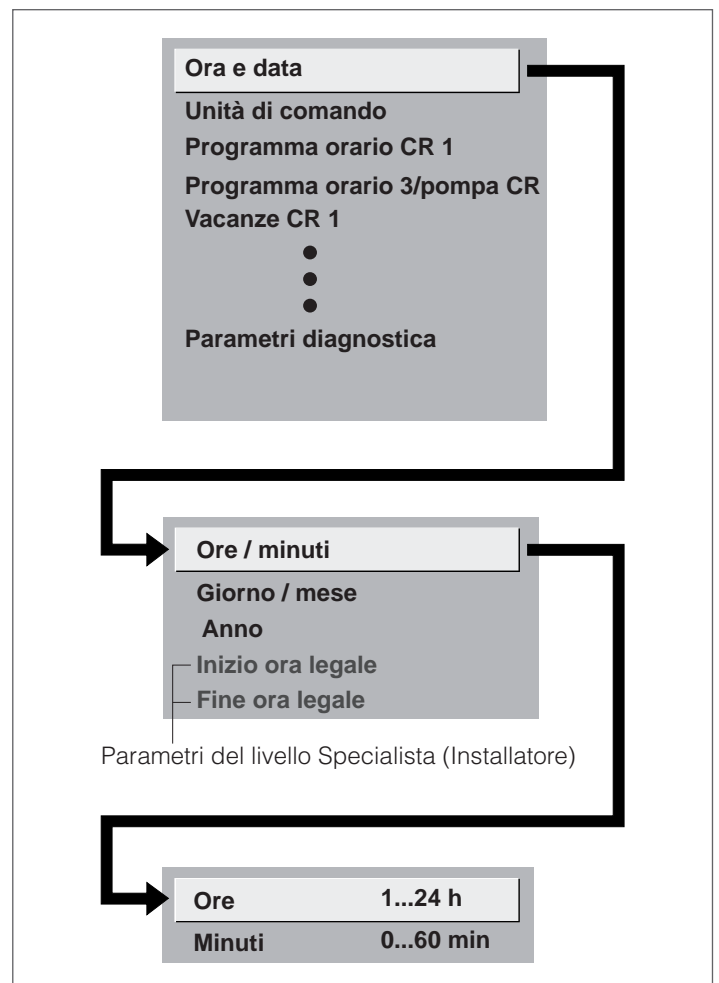 Ora e data
Unità di comando
Programma orario CR 1
Programma orario 3/pompa CR
Vacanze CR 1
Parametri diagnostica
Ore / minuti
Giorno / mese
Anno
Inizio ora legale
Fine ora legale
Parametri del livello Specialista (Installatore)
Ore 1...24 h
Minuti 0...60 min